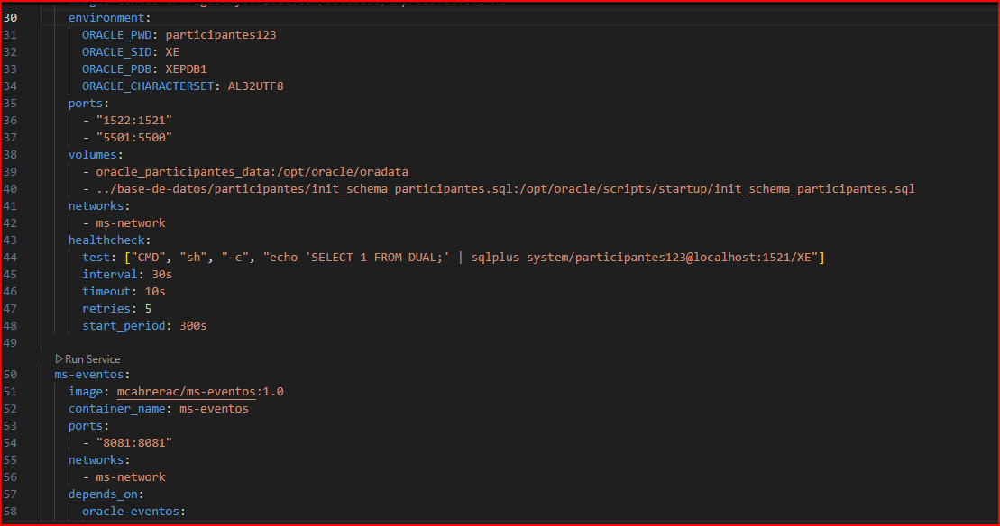 30 environment:
31 ORACLE_PWD: participantes123
32 ORACLE_SID: XE
33 ORACLE_PDB: XEPDB1
34 ORACLE_CHARACTERSET: AL32UTF8
35 ports:
36 - "1522:1521"
37 - "5501:5500"
38 volumes:
39 - oracle_participantes_data:/opt/oracle/oradata
40 - ../base-de-datos/participantes/init_schema_participantes.sql:/opt/oracle/scripts/startup/init_schema_participantes.sql
41 networks:
42 - ms-network
43 healthcheck:
44 test: ["CMD", "sh", "-c", "echo 'SELECT 1 FROM DUAL;' | sqlplus system/participantes123@localhost:1521/XE"]
45 interval: 30s
46 timeout: 10s
47 retries: 5
48 start_period: 300s
49
Run Service
50 ms-eventos:
51 image: mcabrerac/ms-eventos:1.0
52 container_name: ms-eventos
53 ports:
54 - "8081:8081"
55 networks:
56 - ms-network
57 depends_on:
58 oracle-eventos: